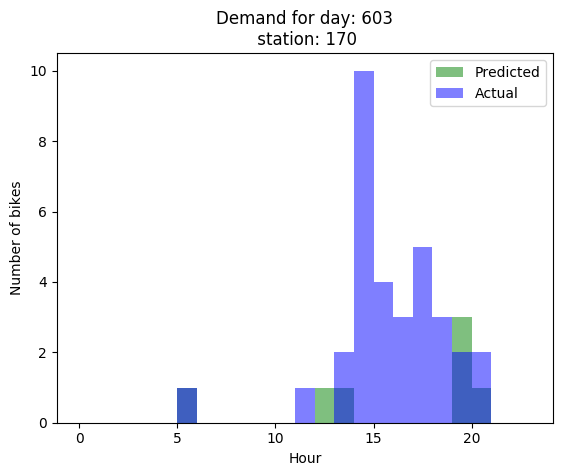 Demand for day: 603
station: 170
Predicted
Actual
Number of bikes
10
8
6
4
2
0
0
5
10
15
20
Hour